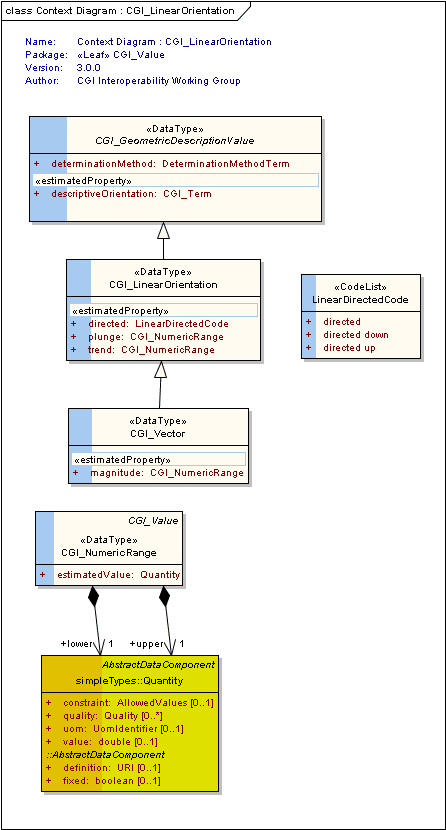 class Context Diagram : CGI_LinearOrientation
Name: Context Diagram : CGI_LinearOrientation
Package: «Leaf» CGI_Value
Version: 3.0.0
Author: CGI Interoperability Working Group
«DataType»
CGI_GeometricDescriptionValue
+ determinationMethod: DeterminationMethodTerm
«estimatedProperty»
+ descriptiveOrientation: CGI_Term
«DataType»
CGI_LinearOrientation
«estimatedProperty»
+ directed: LinearDirectedCode
+ plunge: CGI_NumericRange
+ trend: CGI_NumericRange
«CodeList»
LinearDirectedCode
+ directed
+ directed down
+ directed up
«DataType»
CGI_Vector
«estimatedProperty»
+ magnitude: CGI_NumericRange
CGI_Value
«DataType»
CGI_NumericRange
+ estimatedValue: Quantity
+lower 1 +upper 1
AbstractDataComponent
simpleTypes::Quantity
+ constraint: AllowedValues [0..1]
+ quality: Quality [0..*]
+ uom: UomIdentifier [0..1]
+ value: double [0..1]
::AbstractDataComponent
+ definition: URI [0..1]
+ fixed: boolean [0..1]